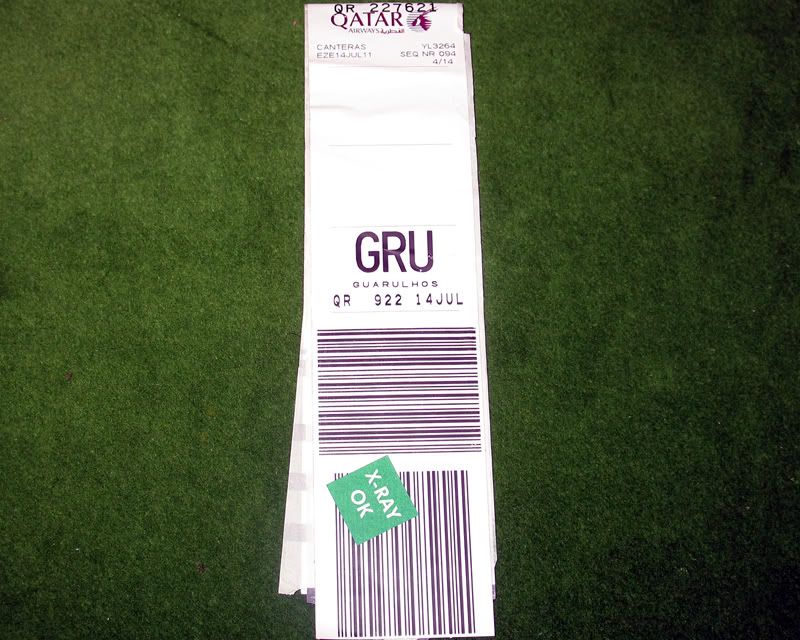 QR 227621
QATAR
AIRWAYS القطرية
CANTERAS YL3264
EZE14JUL11 SEQ NR 094
4/14
GRU
GUARULHOS
QR 922 14JUL
X-RAY
OK